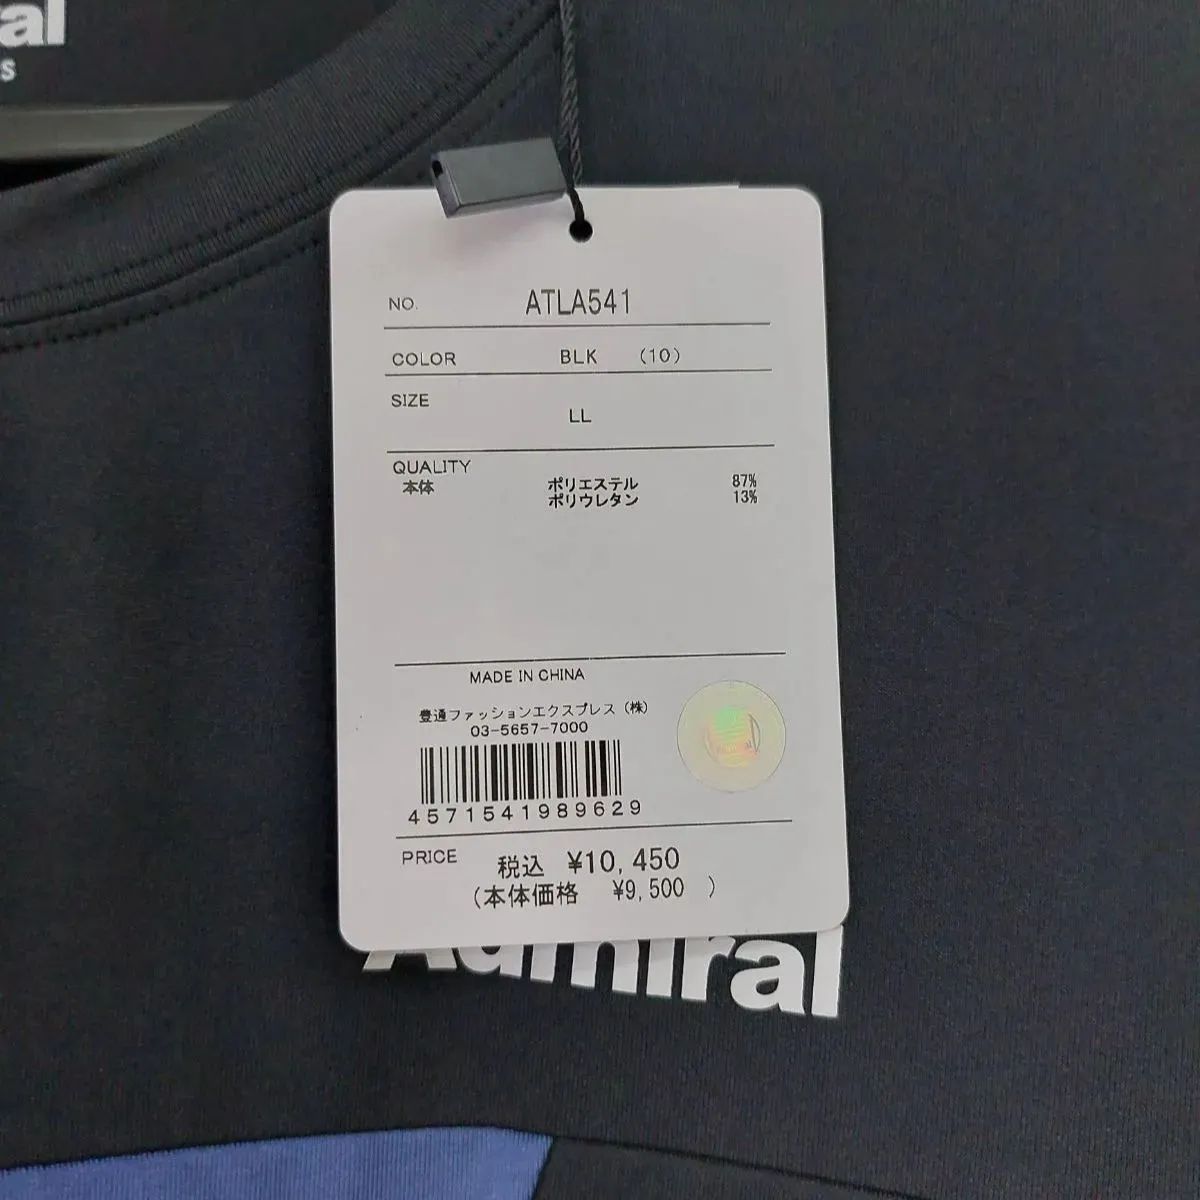 al
s
NO. ATLA541
COLOR BLK (10)
SIZE LL
QUALITY
本体 ポリエステル 87%
ポリウレタン 13%
MADE IN CHINA
豊通ファッションエクスプレス(株)
03-5657-7000
4571541989629
PRICE 税込 ¥10,450
(本体価格 ¥9,500 )
Admiral